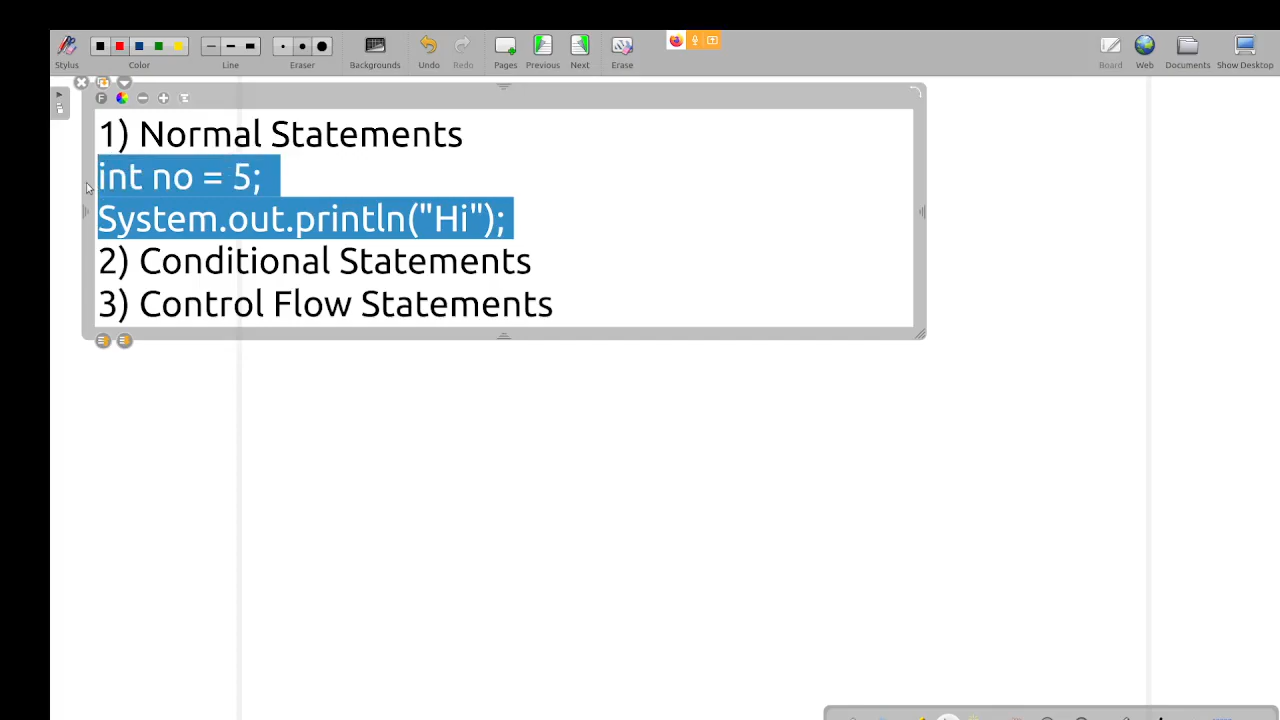 Stylus Color Line Eraser Backgrounds Undo Redo Pages Previous Next Erase Board Web Documents Show Desktop
F
1) Normal Statements
int no = 5;
System.out.println("Hi");
2) Conditional Statements
3) Control Flow Statements